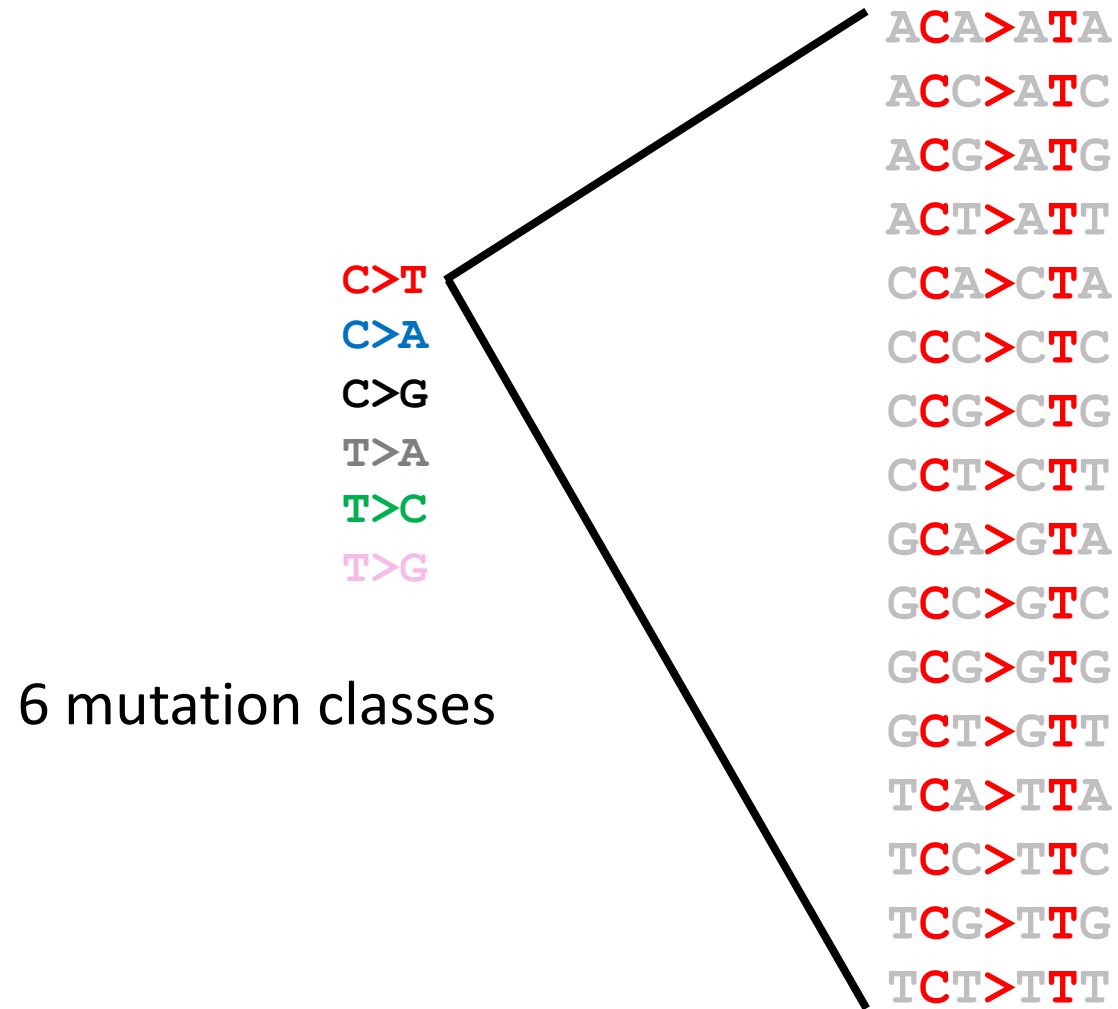 C>T
C>A
C>G
T>A
T>C
T>G
6 mutation classes
ACA>ATA
ACC>ATC
ACG>ATG
ACT>ATT
CCA>CTA
CCC>CTC
CCG>CTG
CCT>CTT
GCA>GTA
GCC>GTC
GCG>GTG
GCT>GTT
TCA>TTA
TCC>TTC
TCG>TTG
TCT>TTT